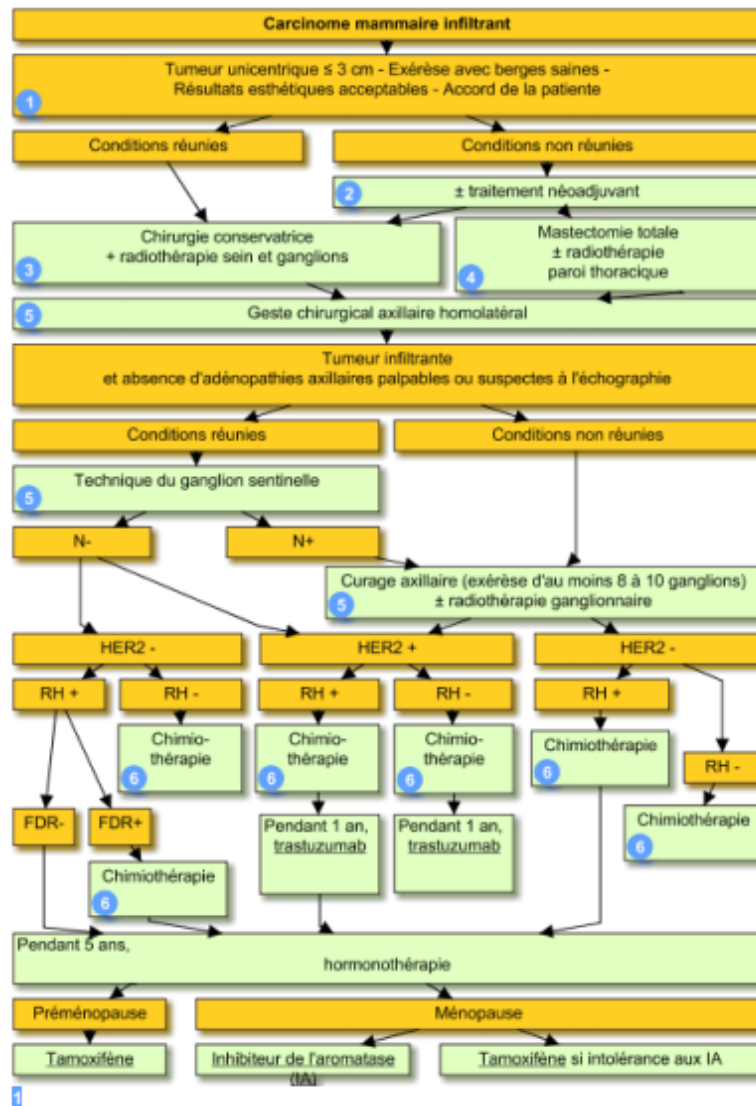 Carcinome mammaire infiltrant
Tumeur unicentrique ≤ 3 cm - Exérèse avec berges saines -
Résultats esthétiques acceptables - Accord de la patiente
1
Conditions réunies
Conditions non réunies
2
± traitement néoadjuvant
Chirurgie conservatrice
+ radiothérapie sein et ganglions
3
Mastectomie totale
± radiothérapie
paroi thoracique
4
5
Geste chirurgical axillaire homolatéral
Tumeur infiltrante
et absence d'adénopathies axillaires palpables ou suspectes à l'échographie
Conditions réunies
Conditions non réunies
Technique du ganglion sentinelle
5
N-
N+
Curage axillaire (exérèse d'au moins 8 à 10 ganglions)
± radiothérapie ganglionnaire
5
HER2 -
HER2 +
HER2 -
RH +
RH -
RH +
RH -
RH +
Chimio-
thérapie
6
Chimio-
thérapie
6
Chimio-
thérapie
6
Chimiothérapie
6
RH -
FDR-
FDR+
Pendant 1 an,
trastuzumab
Pendant 1 an,
trastuzumab
Chimiothérapie
6
Chimiothérapie
6
Pendant 5 ans,
hormonothérapie
Préménopause
Ménopause
Tamoxifène
Inhibiteur de l'aromatase
(IA)
Tamoxifène si intolérance aux IA
1